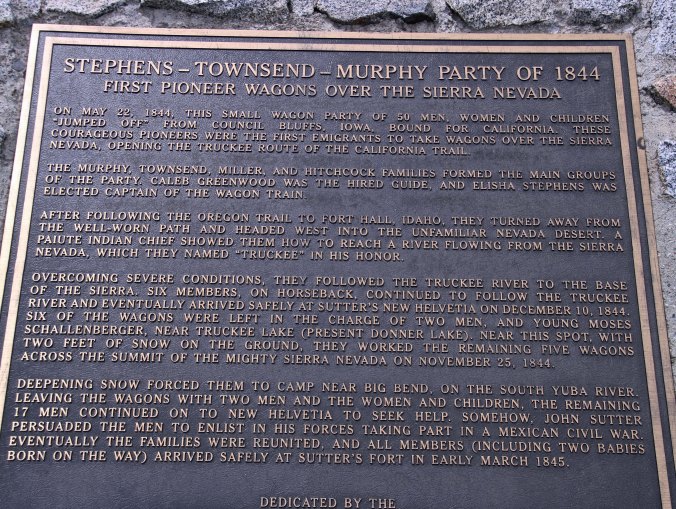 STEPHENS – TOWNSEND – MURPHY PARTY OF 1844
FIRST PIONEER WAGONS OVER THE SIERRA NEVADA
ON MAY 22, 1844, THIS SMALL WAGON PARTY OF 50 MEN, WOMEN AND CHILDREN
"JUMPED OFF" FROM COUNCIL BLUFFS, IOWA, BOUND FOR CALIFORNIA. THESE
COURAGEOUS PIONEERS WERE THE FIRST EMIGRANTS TO TAKE WAGONS OVER THE SIERRA
NEVADA, OPENING THE TRUCKEE ROUTE OF THE CALIFORNIA TRAIL.
THE MURPHY, TOWNSEND, MILLER, AND HITCHCOCK FAMILIES FORMED THE MAIN GROUPS
OF THE PARTY. CALEB GREENWOOD WAS THE HIRED GUIDE, AND ELISHA STEPHENS WAS
ELECTED CAPTAIN OF THE WAGON TRAIN.
AFTER FOLLOWING THE OREGON TRAIL TO FORT HALL, IDAHO, THEY TURNED AWAY FROM
THE WELL-WORN PATH AND HEADED WEST INTO THE UNFAMILIAR NEVADA DESERT. A
PAIUTE INDIAN CHIEF SHOWED THEM HOW TO REACH A RIVER FLOWING FROM THE SIERRA
NEVADA, WHICH THEY NAMED "TRUCKEE" IN HIS HONOR.
OVERCOMING SEVERE CONDITIONS, THEY FOLLOWED THE TRUCKEE RIVER TO THE BASE
OF THE SIERRA. SIX MEMBERS, ON HORSEBACK, CONTINUED TO FOLLOW THE TRUCKEE
RIVER AND EVENTUALLY ARRIVED SAFELY AT SUTTER'S NEW HELVETIA ON DECEMBER 10, 1844.
SIX OF THE WAGONS WERE LEFT IN THE CHARGE OF TWO MEN, AND YOUNG MOSES
SCHALLENBERGER, NEAR TRUCKEE LAKE (PRESENT DONNER LAKE). NEAR THIS SPOT, WITH
TWO FEET OF SNOW ON THE GROUND, THEY WORKED THE REMAINING FIVE WAGONS
ACROSS THE SUMMIT OF THE MIGHTY SIERRA NEVADA ON NOVEMBER 25, 1844.
DEEPENING SNOW FORCED THEM TO CAMP NEAR BIG BEND, ON THE SOUTH YUBA RIVER.
LEAVING THE WAGONS WITH TWO MEN AND THE WOMEN AND CHILDREN, THE REMAINING
17 MEN CONTINUED ON TO NEW HELVETIA TO SEEK HELP. SOMEHOW, JOHN SUTTER
PERSUADED THE MEN TO ENLIST IN HIS FORCES TAKING PART IN A MEXICAN CIVIL WAR.
EVENTUALLY THE FAMILIES WERE REUNITED, AND ALL MEMBERS (INCLUDING TWO BABIES
BORN ON THE WAY) ARRIVED SAFELY AT SUTTER'S FORT IN EARLY MARCH 1845.
DEDICATED BY THE